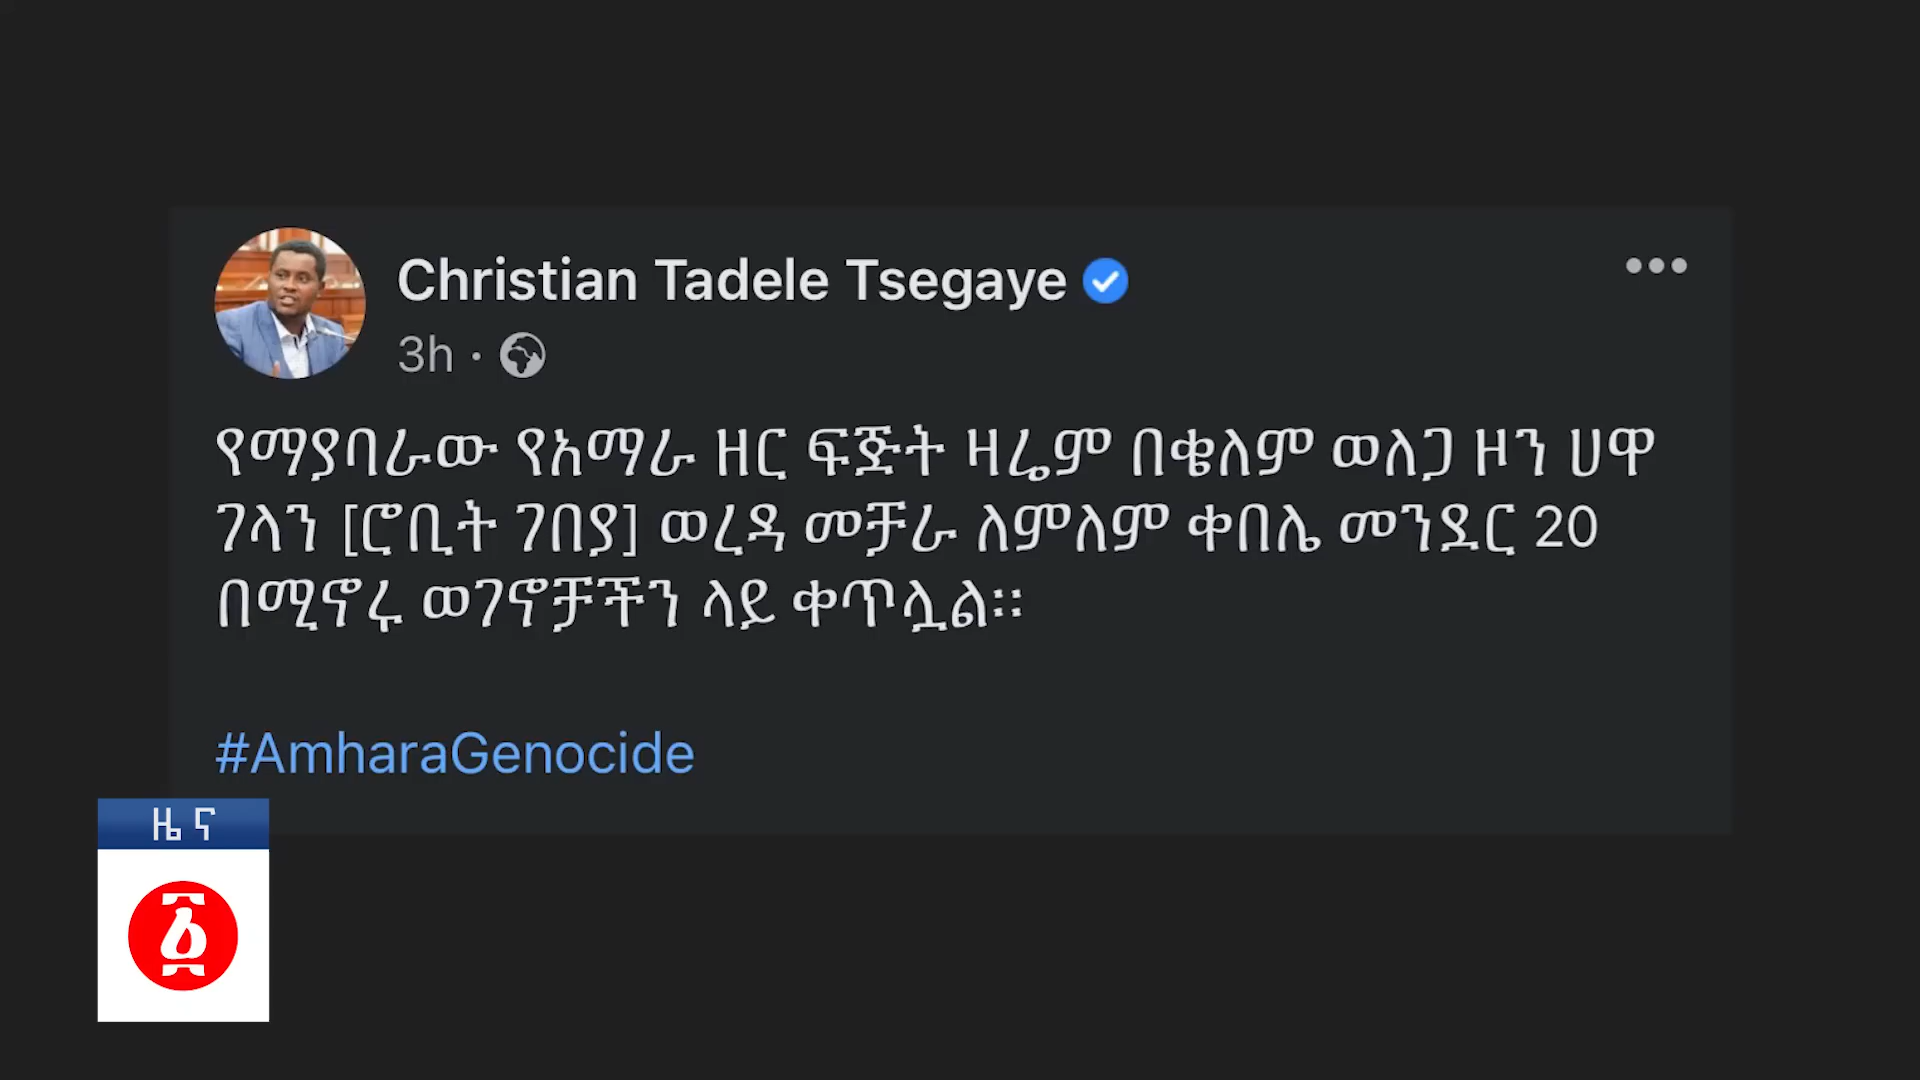 Christian Tadele Tsegaye
3h ·
የማያባራው የአማራ ዘር ፍጅት ዛሬም በቄለም ወለጋ ዞን ሀዋ
ገላን [ሮቢት ገበያ] ወረዳ መቻራ ለምለም ቀበሌ መንደር 20
በሚኖሩ ወገኖቻችን ላይ ቀጥሏል፡፡
#AmharaGenocide
ዜና